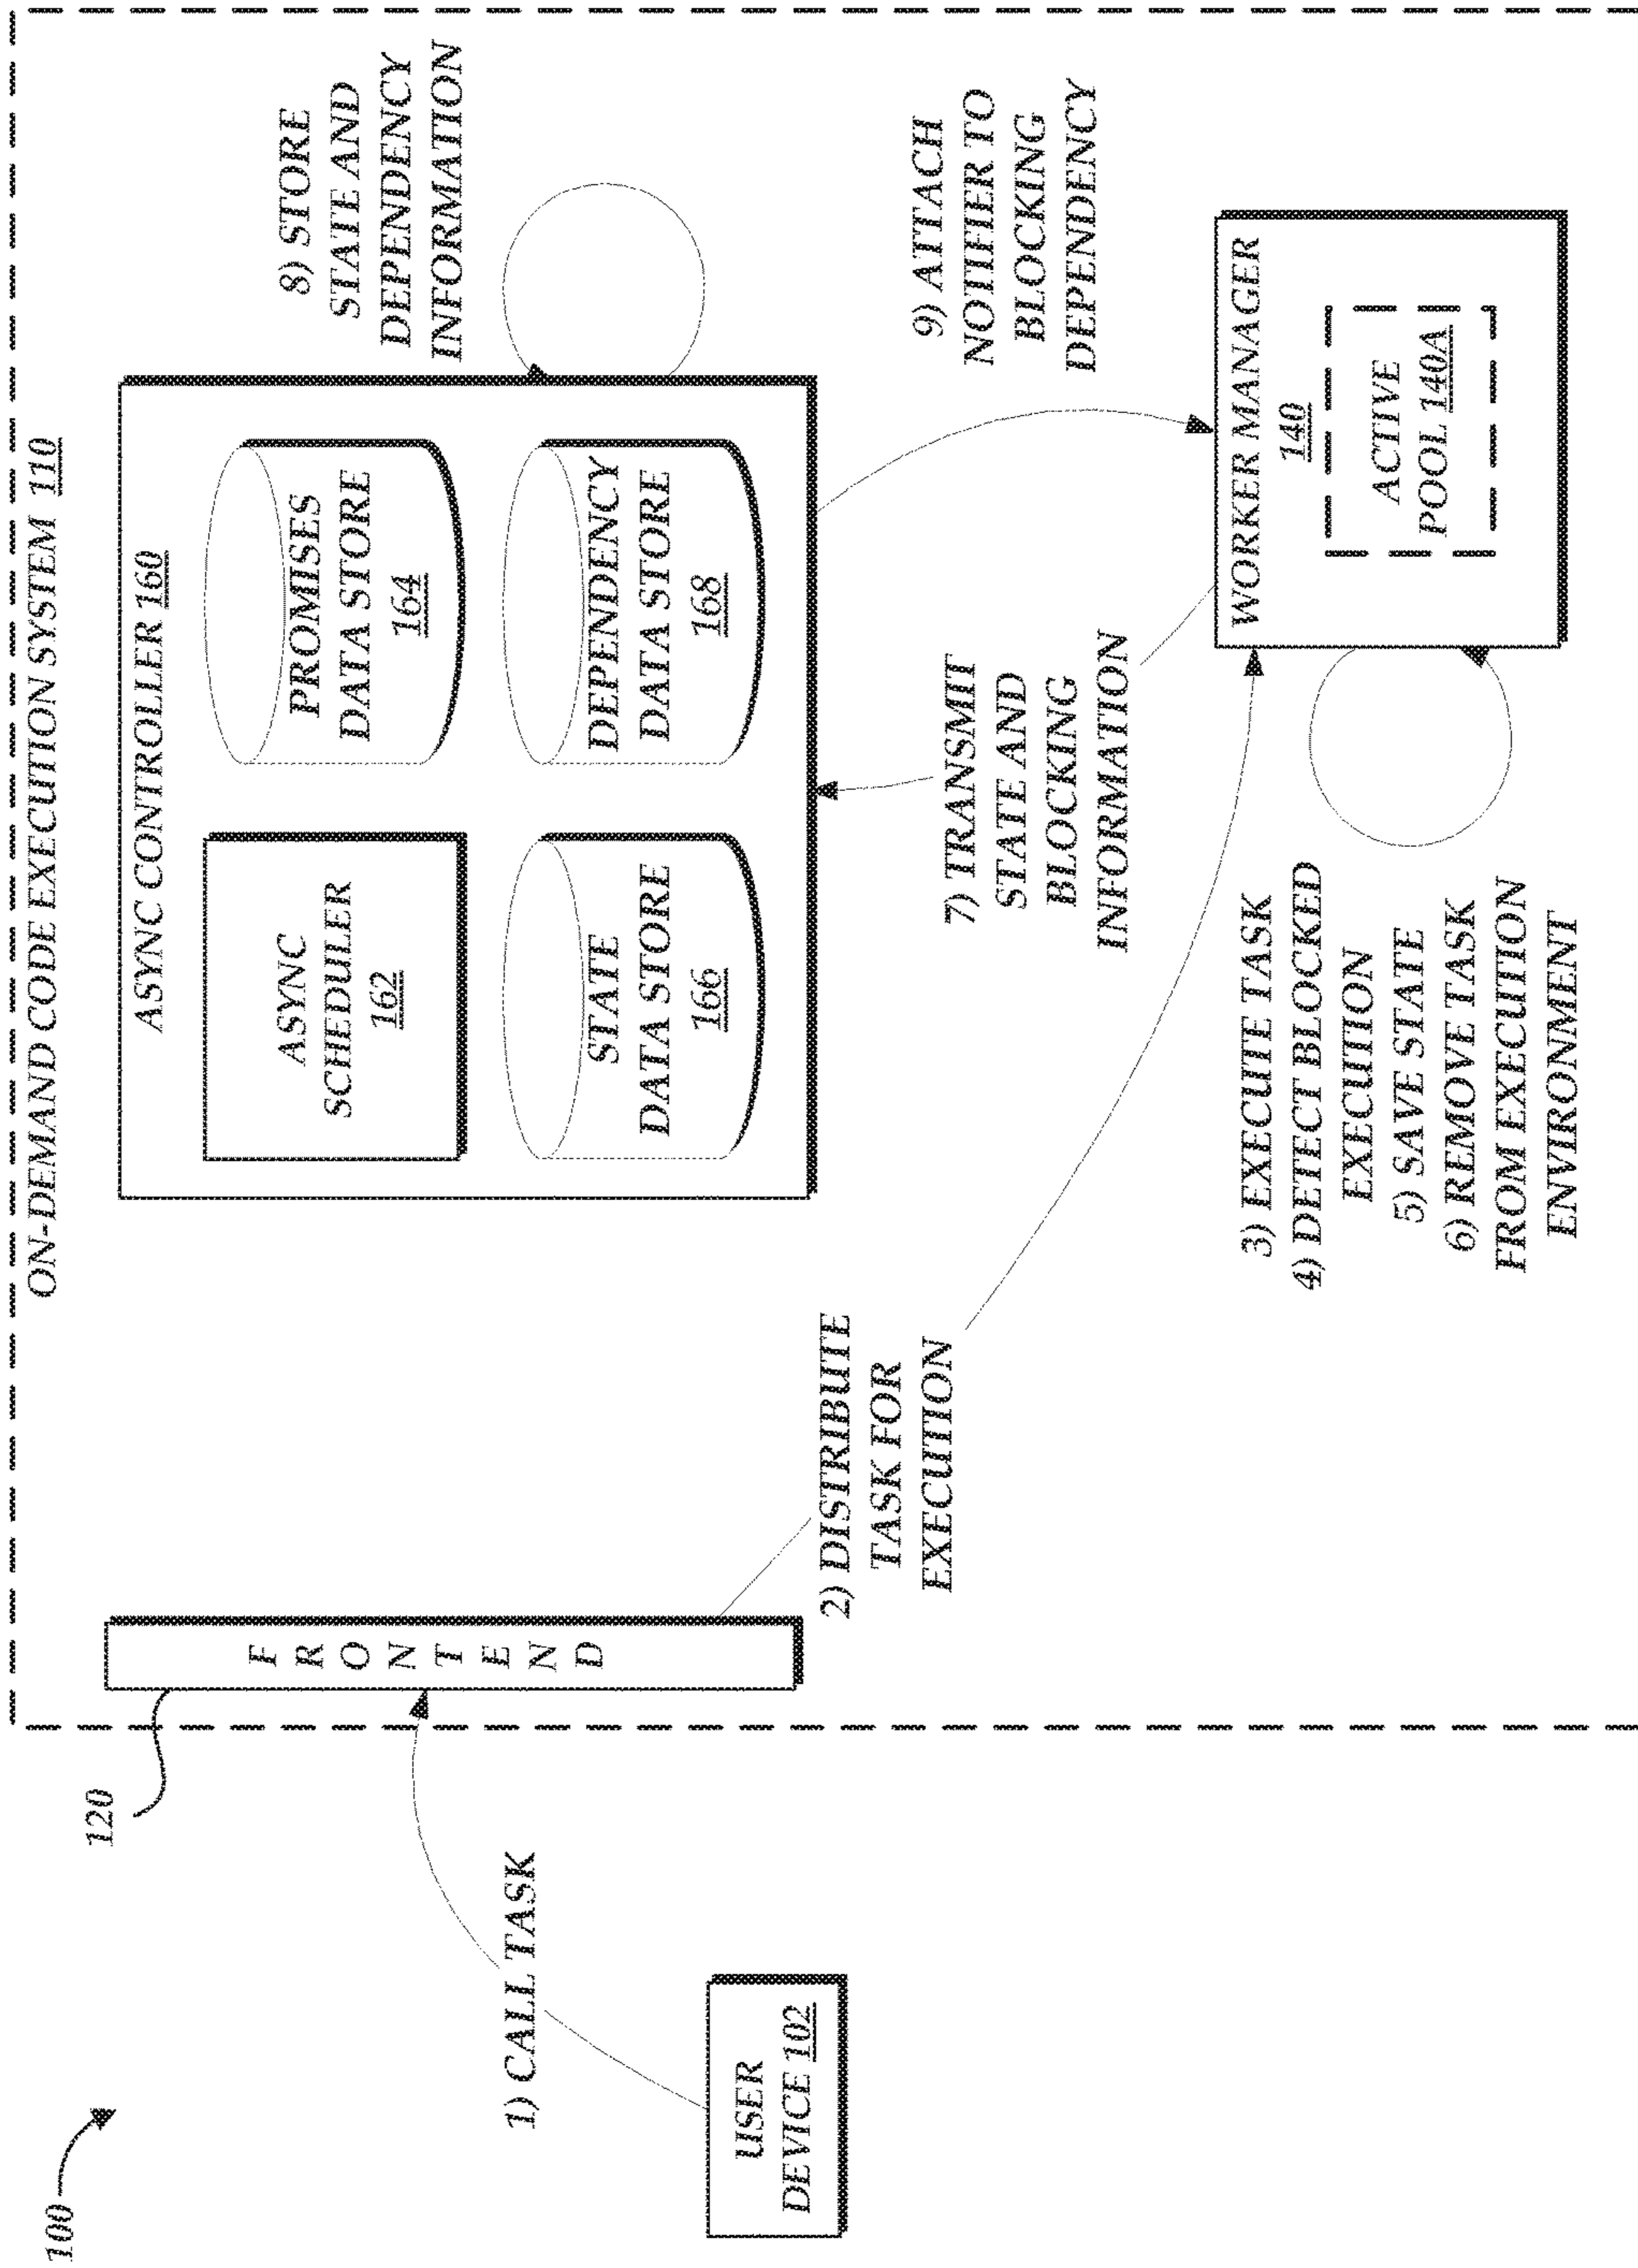 100
ON-DEMAND CODE EXECUTION SYSTEM 110
120
FRONTEND
ASYNC CONTROLLER 160
ASYNC
SCHEDULER
162
PROMISES
DATA STORE
164
STATE
DATA STORE
166
DEPENDENCY
DATA STORE
168
8) STORE
STATE AND
DEPENDENCY
INFORMATION
1) CALL TASK
USER
DEVICE 102
2) DISTRIBUTE
TASK FOR
EXECUTION
7) TRANSMIT
STATE AND
BLOCKING
INFORMATION
9) ATTACH
NOTIFIER TO
BLOCKING
DEPENDENCY
3) EXECUTE TASK
4) DETECT BLOCKED
EXECUTION
5) SAVE STATE
6) REMOVE TASK
FROM EXECUTION
ENVIRONMENT
WORKER MANAGER
140
ACTIVE
POOL 140A